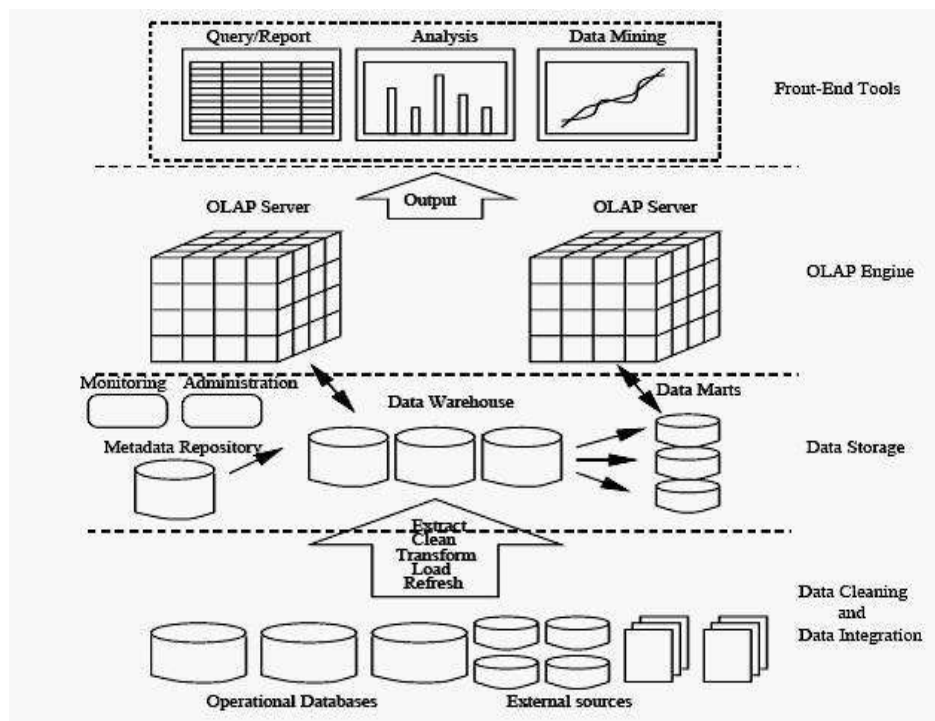 Query/Report
Analysis
Data Mining
Front-End Tools
Output
OLAP Server
OLAP Server
OLAP Engine
Monitoring
Administration
Data Warehouse
Data Marts
Metadata Repository
Data Storage
Extract
Clean
Transform
Load
Refresh
Data Cleaning
and
Data Integration
Operational Databases
External sources